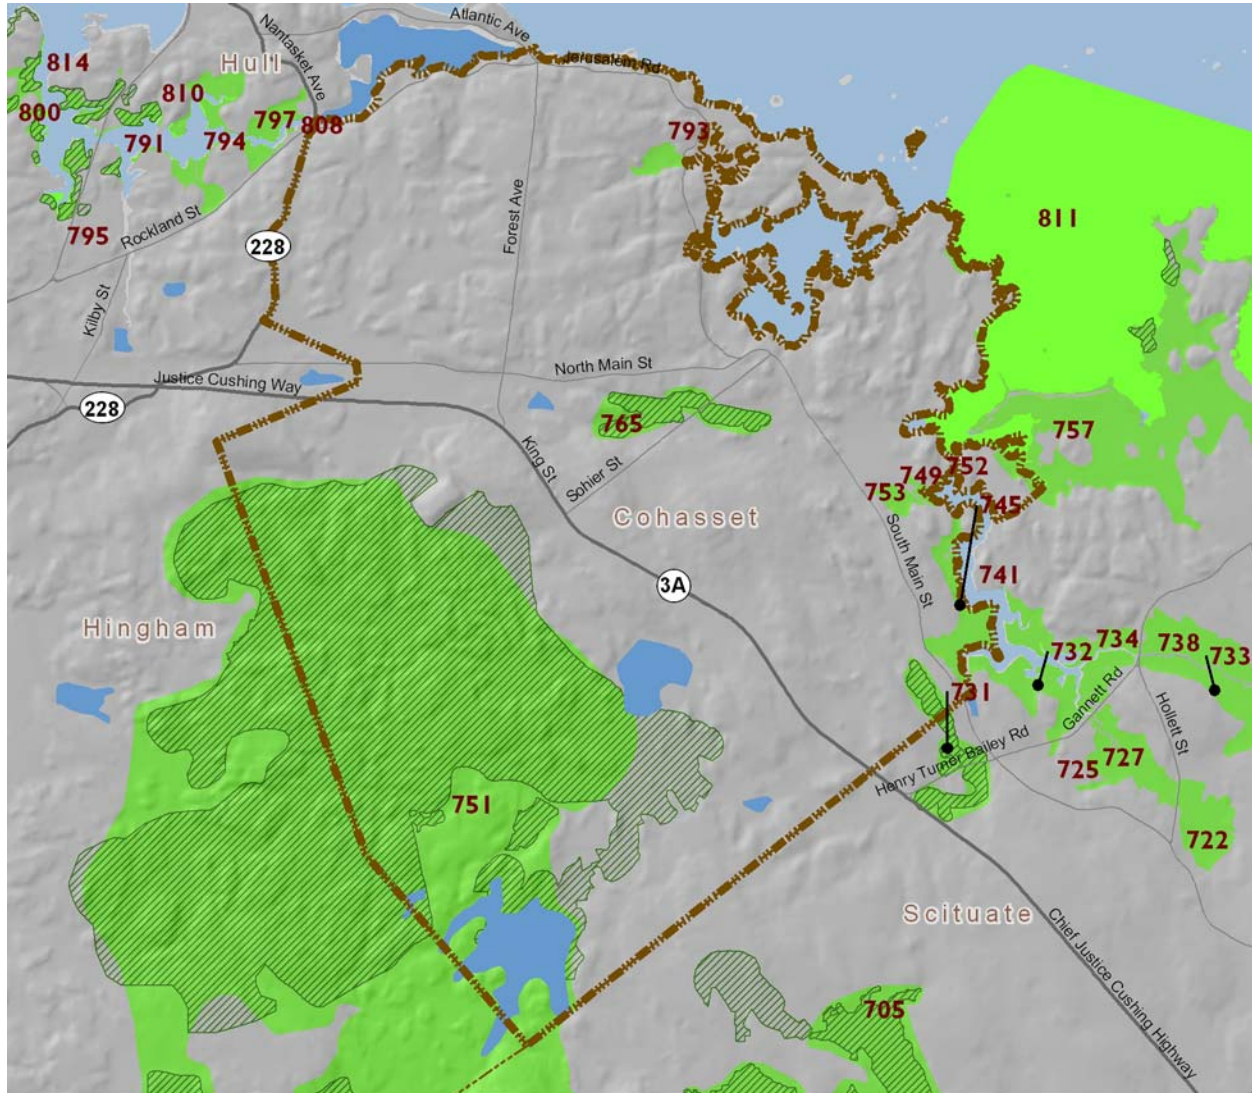 Atlantic Ave
Nantasket Ave
Jerusalem Rd
814
Hull
810
800
797
808
793
791
794
795
Rockland St
811
228
Forest Ave
Kilby St
North Main St
Justice Cushing Way
228
765
757
King St
Sohier St
752
749
753
745
Cohasset
South Main St
741
3A
Hingham
734
738
732
733
731
Gannett Rd
Hollett St
Henry Turner Bailey Rd
727
725
751
722
Scituate
Chief Justice Cushing Highway
705